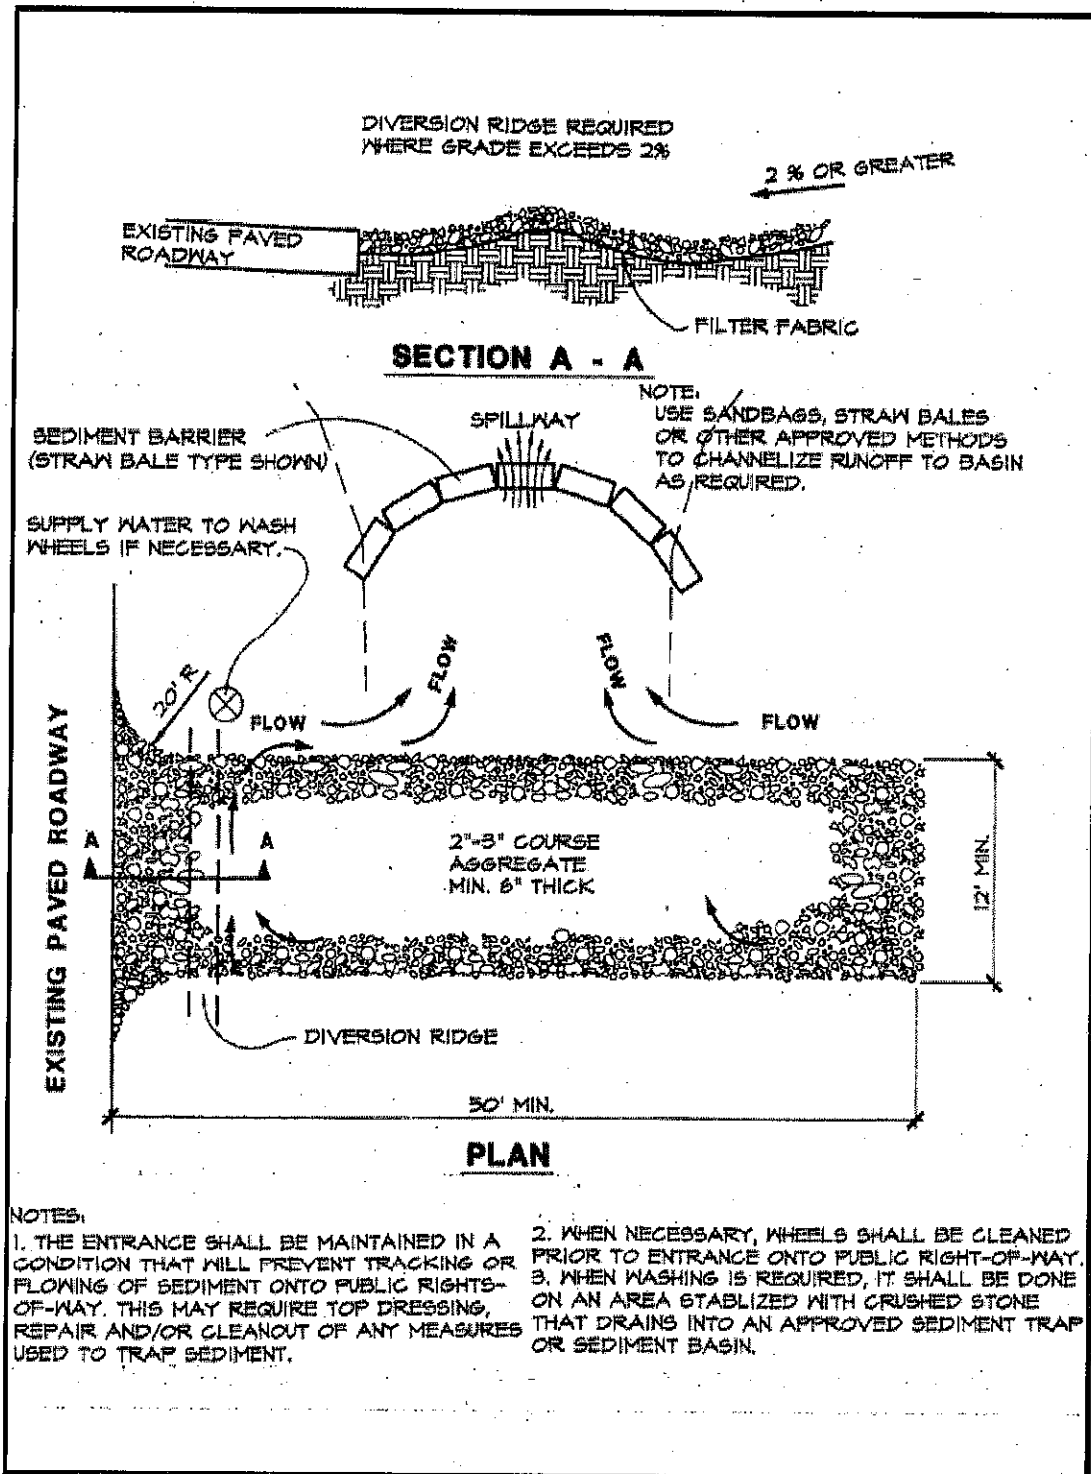 DIVERSION RIDGE REQUIRED
WHERE GRADE EXCEEDS 2%
2 % OR GREATER
EXISTING PAVED
ROADWAY
FILTER FABRIC
SECTION A - A
NOTE:
USE SANDBAGS, STRAW BALES
OR OTHER APPROVED METHODS
TO CHANNELIZE RUNOFF TO BASIN
AS REQUIRED.
SPILLWAY
SEDIMENT BARRIER
(STRAW BALE TYPE SHOWN)
SUPPLY WATER TO WASH
WHEELS IF NECESSARY.
FLOW
FLOW
20' R
FLOW
FLOW
EXISTING PAVED ROADWAY
A
A
2"-3" COURSE
AGGREGATE
MIN. 6" THICK
12' MIN.
DIVERSION RIDGE
50' MIN.
PLAN
NOTES:
1. THE ENTRANCE SHALL BE MAINTAINED IN A
CONDITION THAT WILL PREVENT TRACKING OR
FLOWING OF SEDIMENT ONTO PUBLIC RIGHTS-
OF-WAY. THIS MAY REQUIRE TOP DRESSING,
REPAIR AND/OR CLEANOUT OF ANY MEASURES
USED TO TRAP SEDIMENT.
2. WHEN NECESSARY, WHEELS SHALL BE CLEANED
PRIOR TO ENTRANCE ONTO PUBLIC RIGHT-OF-WAY.
3. WHEN WASHING IS REQUIRED, IT SHALL BE DONE
ON AN AREA STABLIZED WITH CRUSHED STONE
THAT DRAINS INTO AN APPROVED SEDIMENT TRAP
OR SEDIMENT BASIN.